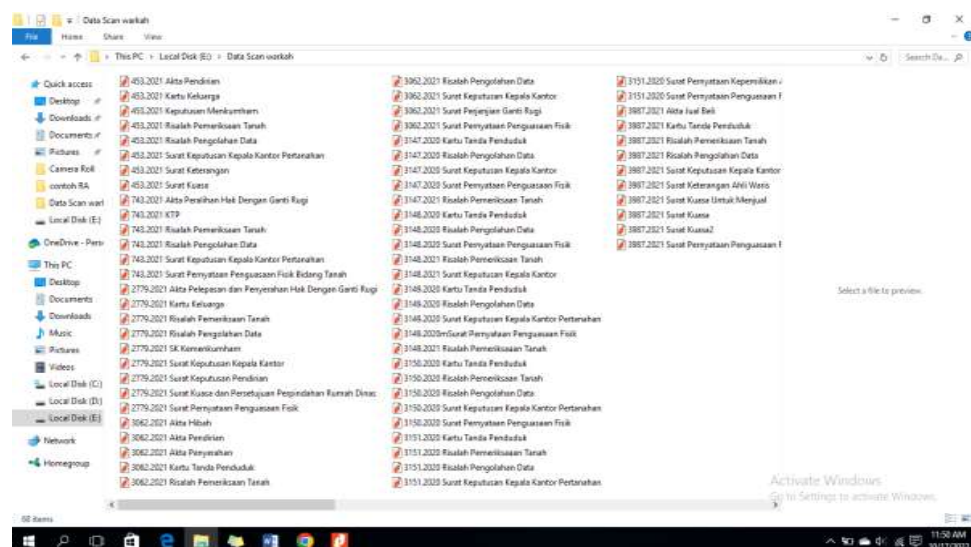 Data Scan warkah
File Home Share View
This PC › Local Disk (E:) › Data Scan warkah
Search Da...
Quick access
Desktop
Downloads
Documents
Pictures
Camera Roll
contoh RA
Data Scan wark
Local Disk (E:)
OneDrive - Pers
This PC
Desktop
Documents
Downloads
Music
Pictures
Videos
Local Disk (C:)
Local Disk (D:)
Local Disk (E:)
Network
Homegroup
453.2021 Akta Pendirian
453.2021 Kartu Keluarga
453.2021 Keputusan Menkumham
453.2021 Risalah Pemeriksaan Tanah
453.2021 Risalah Pengolahan Data
453.2021 Surat Keputusan Kepala Kantor Pertanahan
453.2021 Surat Keterangan
453.2021 Surat Kuasa
743.2021 Akta Peralihan Hak Dengan Ganti Rugi
743.2021 KTP
743.2021 Risalah Pemeriksaan Tanah
743.2021 Risalah Pengolahan Data
743.2021 Surat Keputusan Kepala Kantor Pertanahan
743.2021 Surat Pernyataan Penguasaan Fisik Bidang Tanah
2779.2021 Akta Pelepasan dan Penyerahan Hak Dengan Ganti Rugi
2779.2021 Kartu Keluarga
2779.2021 Risalah Pemeriksaan Tanah
2779.2021 Risalah Pengolahan Data
2779.2021 SK Kemenkumham
2779.2021 Surat Keputusan Kepala Kantor
2779.2021 Surat Keputusan Pendirian
2779.2021 Surat Kuasa dan Persetujuan Perpindahan Rumah Dinas
2779.2021 Surat Pernyataan Penguasaan Fisik
3062.2021 Akta Hibah
3062.2021 Akta Pendirian
3062.2021 Akta Penyerahan
3062.2021 Kartu Tanda Penduduk
3062.2021 Risalah Pemeriksaan Tanah
3062.2021 Risalah Pengolahan Data
3062.2021 Surat Keputusan Kepala Kantor
3062.2021 Surat Perjanjian Ganti Rugi
3062.2021 Surat Pernyataan Penguasaan Fisik
3147.2020 Kartu Tanda Penduduk
3147.2020 Risalah Pengolahan Data
3147.2020 Surat Keputusan Kepala Kantor
3147.2020 Surat Pernyataan Penguasaan Fisik
3147.2021 Risalah Pemeriksaan Tanah
3148.2020 Kartu Tanda Penduduk
3148.2020 Risalah Pengolahan Data
3148.2020 Surat Pernyataan Penguasaan Fisik
3148.2021 Risalah Pemeriksaan Tanah
3148.2021 Surat Keputusan Kepala Kantor
3149.2020 Kartu Tanda Penduduk
3149.2020 Risalah Pengolahan Data
3149.2020 Surat Keputusan Kepala Kantor Pertanahan
3149.2020mSurat Pernyataan Penguasaan Fisik
3149.2021 Risalah Pemeriksaaan Tanah
3150.2020 Kartu Tanda Penduduk
3150.2020 Risalah Pemeriksaan Tanah
3150.2020 Risalah Pengolahan Data
3150.2020 Surat Keputusan Kepala Kantor Pertanahan
3150.2020 Surat Pernyataan Penguasaan Fisik
3151.2020 Kartu Tanda Penduduk
3151.2020 Risalah Pemeriksaaan Tanah
3151.2020 Risalah Pengolahan Data
3151.2020 Surat Keputusan Kepala Kantor Pertanahan
3151.2020 Surat Pernyataan Kepemilikan
3151.2020 Surat Pernyataan Penguasaan F
3987.2021 Akta Jual Beli
3987.2021 Kartu Tanda Penduduk
3987.2021 Risalah Pemeriksaan Tanah
3987.2021 Risalah Pengolahan Data
3987.2021 Surat Keputusan Kepala Kantor
3987.2021 Surat Keterangan Ahli Waris
3987.2021 Surat Kuasa Untuk Menjual
3987.2021 Surat Kuasa
3987.2021 Surat Kuasa2
3987.2021 Surat Pernyataan Penguasaan F
Select a file to preview.
Activate Windows
Go to Settings to activate Windows.
68 items
11:50 AM